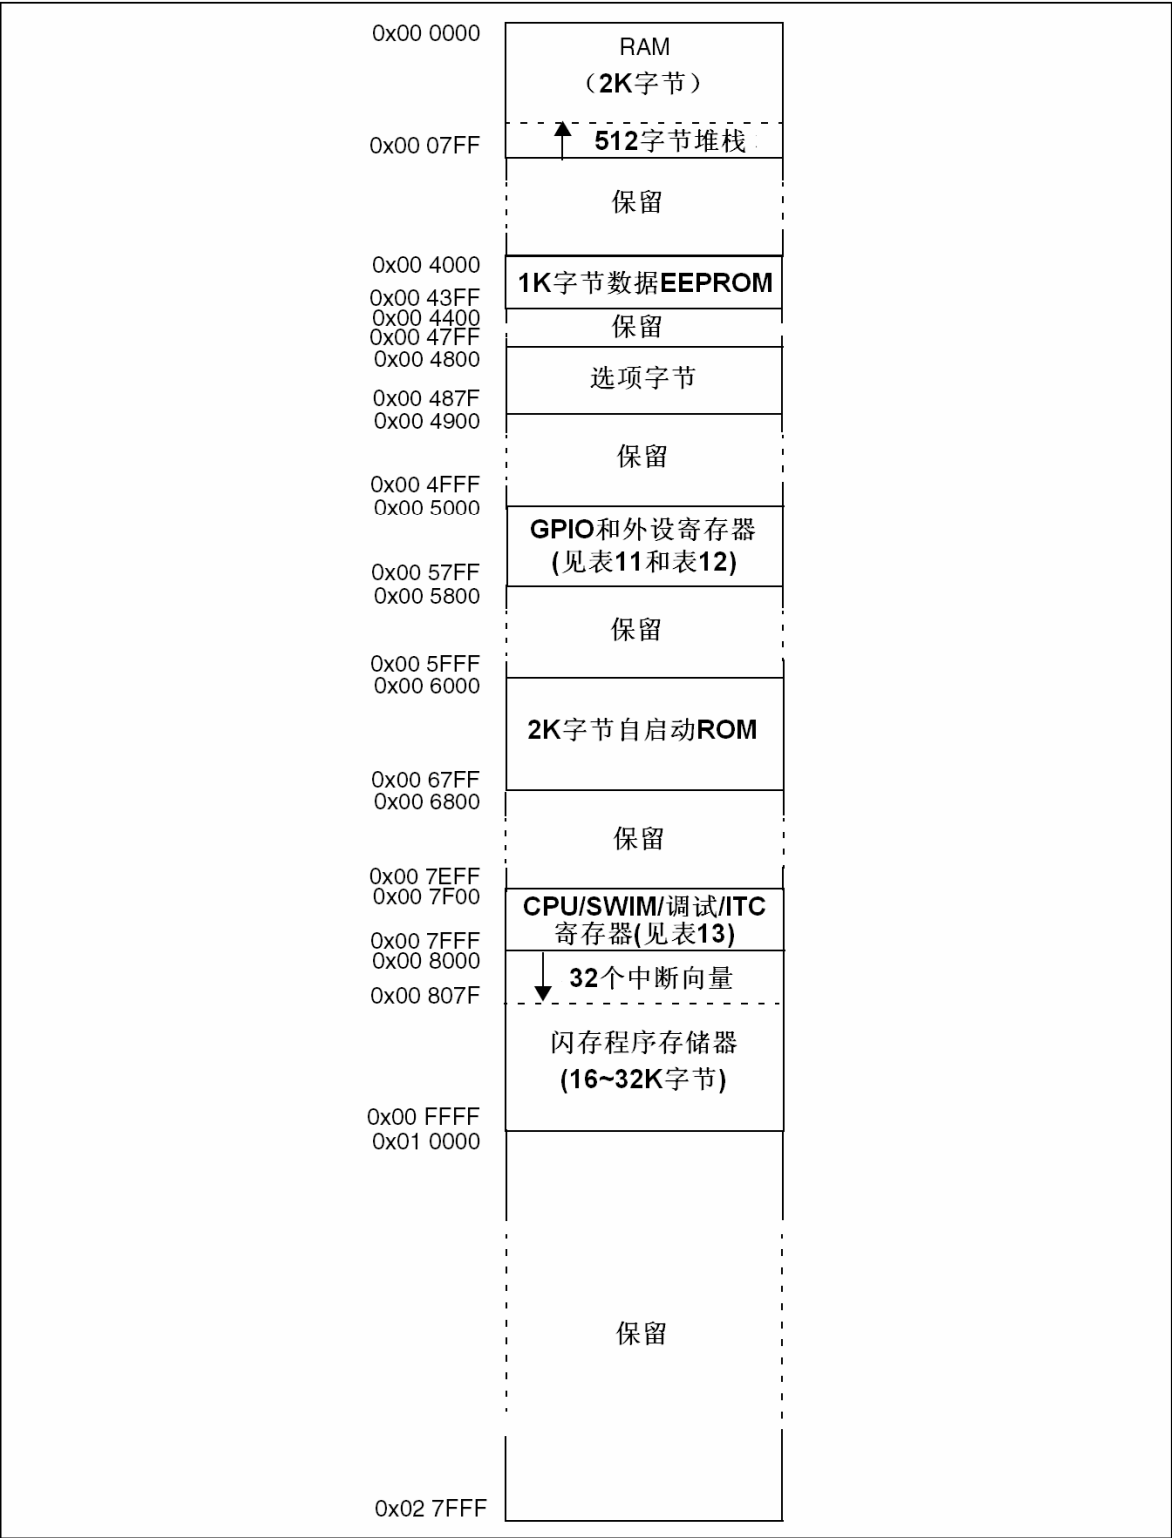 0x00 0000
RAM
（2K字节）
512字节堆栈
0x00 07FF
保留
0x00 4000
1K字节数据EEPROM
0x00 43FF
0x00 4400
保留
0x00 47FF
0x00 4800
选项字节
0x00 487F
0x00 4900
保留
0x00 4FFF
0x00 5000
GPIO和外设寄存器
(见表11和表12)
0x00 57FF
0x00 5800
保留
0x00 5FFF
0x00 6000
2K字节自启动ROM
0x00 67FF
0x00 6800
保留
0x00 7EFF
0x00 7F00
CPU/SWIM/调试/ITC
寄存器(见表13)
0x00 7FFF
0x00 8000
32个中断向量
0x00 807F
闪存程序存储器
(16~32K字节)
0x00 FFFF
0x01 0000
保留
0x02 7FFF